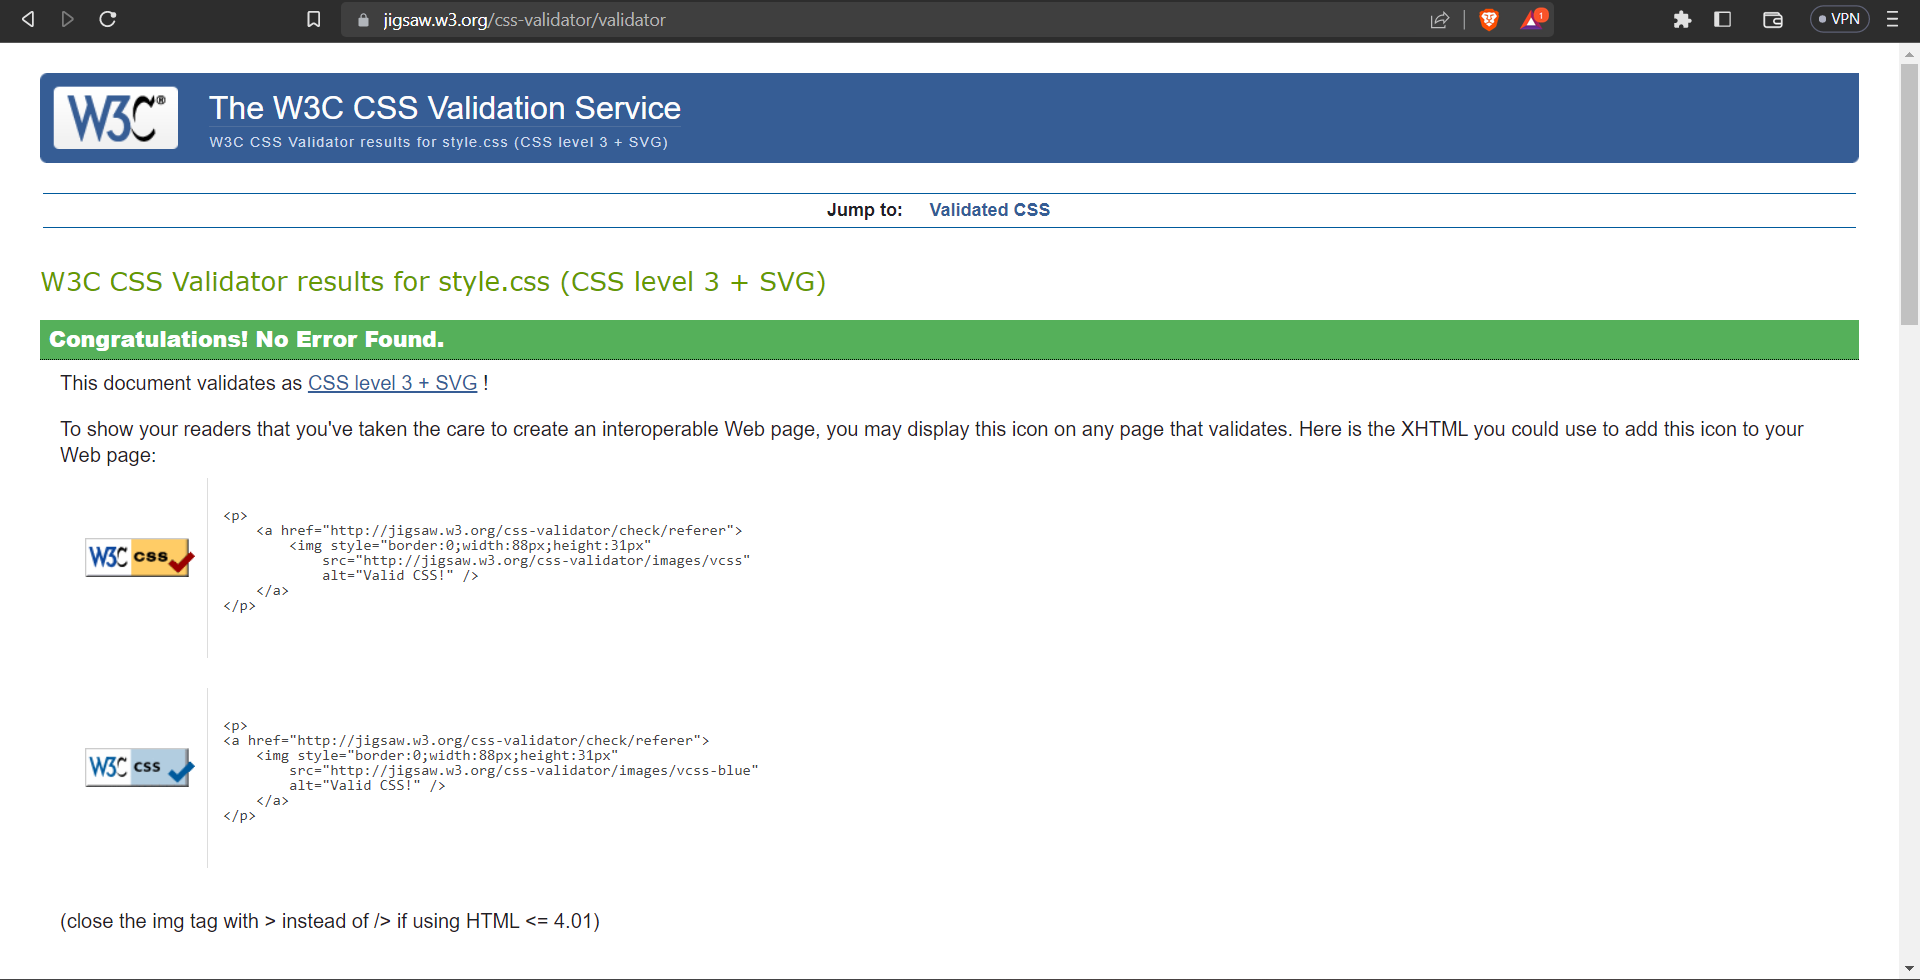 jigsaw.w3.org/css-validator/validator
1
VPN
W3C®
The W3C CSS Validation Service
W3C CSS Validator results for style.css (CSS level 3 + SVG)
Jump to: Validated CSS
W3C CSS Validator results for style.css (CSS level 3 + SVG)
Congratulations! No Error Found.
This document validates as CSS level 3 + SVG !
To show your readers that you've taken the care to create an interoperable Web page, you may display this icon on any page that validates. Here is the XHTML you could use to add this icon to your
Web page:
W3C css
<p>
<a href="http://jigsaw.w3.org/css-validator/check/referer">
<img style="border:0;width:88px;height:31px"
src="http://jigsaw.w3.org/css-validator/images/vcss"
alt="Valid CSS!" />
</a>
</p>
W3C css
<p>
<a href="http://jigsaw.w3.org/css-validator/check/referer">
<img style="border:0;width:88px;height:31px"
src="http://jigsaw.w3.org/css-validator/images/vcss-blue"
alt="Valid CSS!" />
</a>
</p>
(close the img tag with > instead of /> if using HTML <= 4.01)